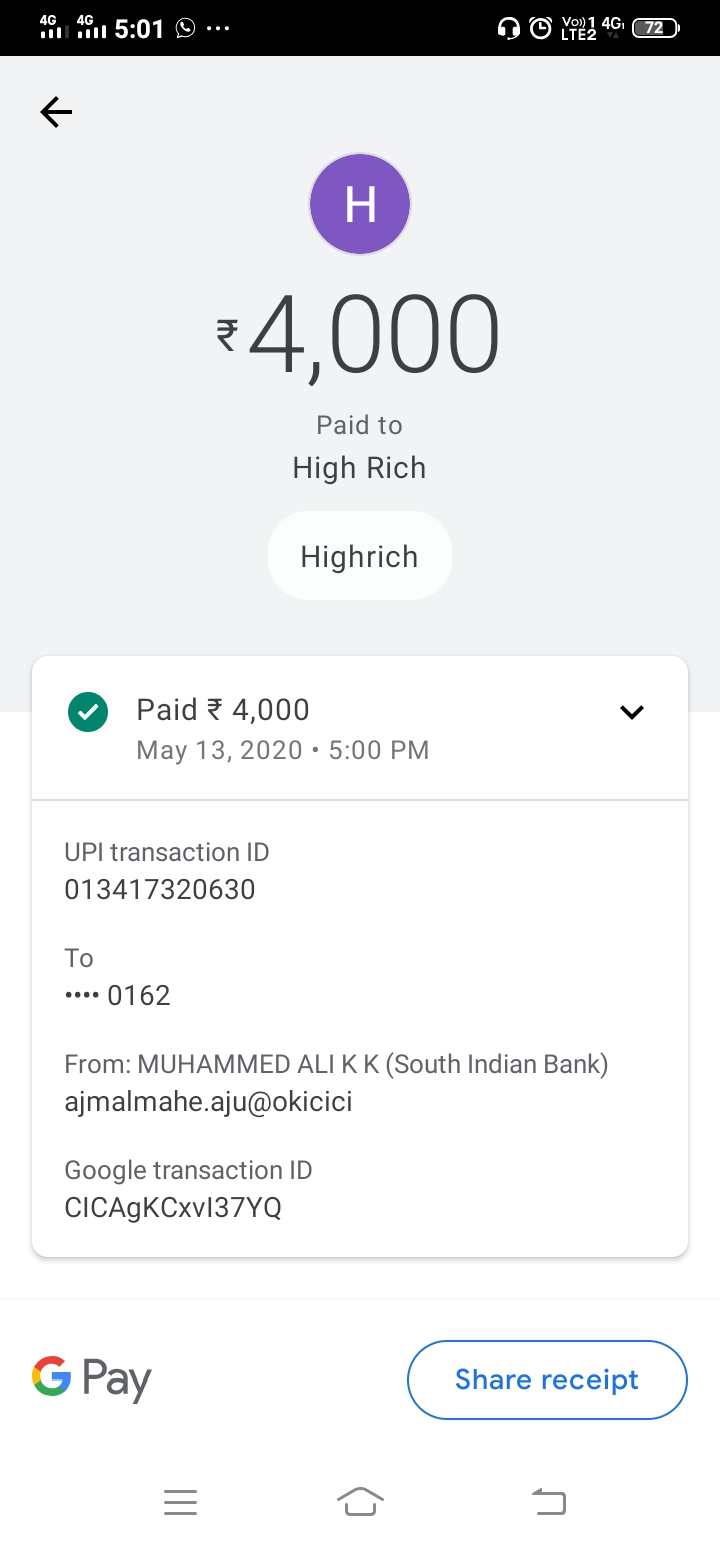 4G 4G 5:01 Vo)) 1 4G 72
LTE2
H
₹4,000
Paid to
High Rich
Highrich
Paid ₹ 4,000
May 13, 2020 • 5:00 PM
UPI transaction ID
013417320630
To
•••• 0162
From: MUHAMMED ALI K K (South Indian Bank)
ajmalmahe.aju@okicici
Google transaction ID
CICAgKCxvI37YQ
G Pay
Share receipt